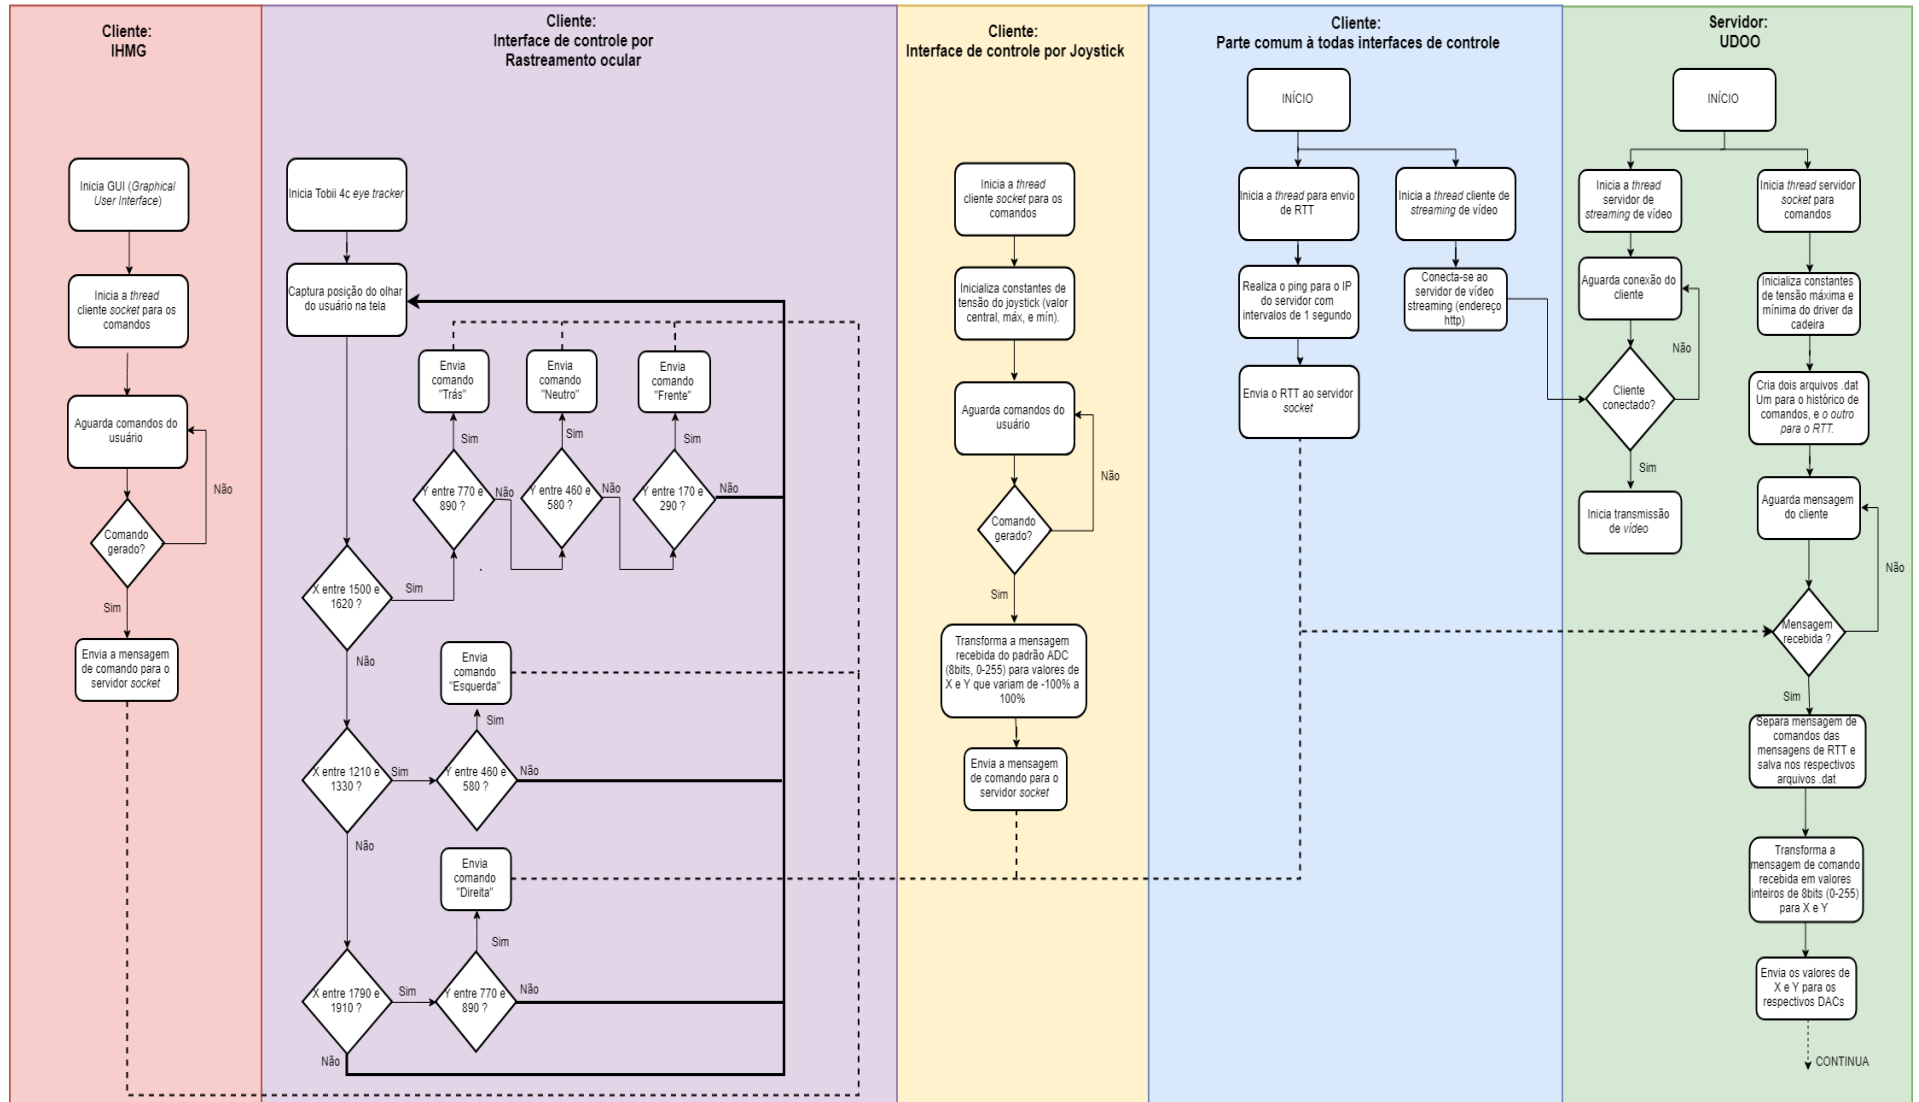 Cliente:
IHMG
Inicia GUI (Graphical
User Interface)
Inicia a thread
cliente socket para os
comandos
Aguarda comandos do
usuário
Não
Comando
gerado?
Sim
Envia a mensagem
de comando para o
servidor socket
Cliente:
Interface de controle por
Rastreamento ocular
Inicia Tobii 4c eye tracker
Captura posição do olhar
do usuário na tela
Envia
comando
"Trás"
Envia
comando
"Neutro"
Envia
comando
"Frente"
Sim
Sim
Sim
Y entre 770 e
890 ?
Não
Y entre 460 e
580 ?
Não
Y entre 170 e
290 ?
Não
X entre 1500 e
1620 ?
Sim
Não
Envia
comando
"Esquerda"
Sim
X entre 1210 e
1330 ?
Sim
Y entre 460 e
580 ?
Não
Não
Envia
comando
"Direita"
Sim
X entre 1790 e
1910 ?
Sim
Y entre 770 e
890 ?
Não
Não
Cliente:
Interface de controle por Joystick
Inicia a thread
cliente socket para os
comandos
Inicializa constantes de
tensão do joystick (valor
central, máx, e mín).
Aguarda comandos do
usuário
Não
Comando
gerado?
Sim
Transforma a mensagem
recebida do padrão ADC
(8bits, 0-255) para valores de
X e Y que variam de -100% a
100%
Envia a mensagem
de comando para o
servidor socket
Cliente:
Parte comum à todas interfaces de controle
INÍCIO
Inicia a thread para envio
de RTT
Inicia a thread cliente de
streaming de vídeo
Realiza o ping para o IP
do servidor com
intervalos de 1 segundo
Conecta-se ao
servidor de vídeo
streaming (endereço
http)
Envia o RTT ao servidor
socket
Servidor:
UDOO
INÍCIO
Inicia a thread
servidor de
streaming de vídeo
Inicia thread servidor
socket para
comandos
Aguarda conexão do
cliente
Não
Cliente
conectado?
Sim
Inicia transmissão
de vídeo
Inicializa constantes
de tensão máxima e
mínima do driver da
cadeira
Cria dois arquivos .dat
Um para o histórico de
comandos, e o outro
para o RTT.
Aguarda mensagem
do cliente
Não
Mensagem
recebida ?
Sim
Separa mensagem de
comandos das
mensagens de RTT e
salva nos respectivos
arquivos .dat
Transforma a
mensagem de comando
recebida em valores
inteiros de 8bits (0-255)
para X e Y
Envia os valores de
X e Y para os
respectivos DACs
CONTINUA